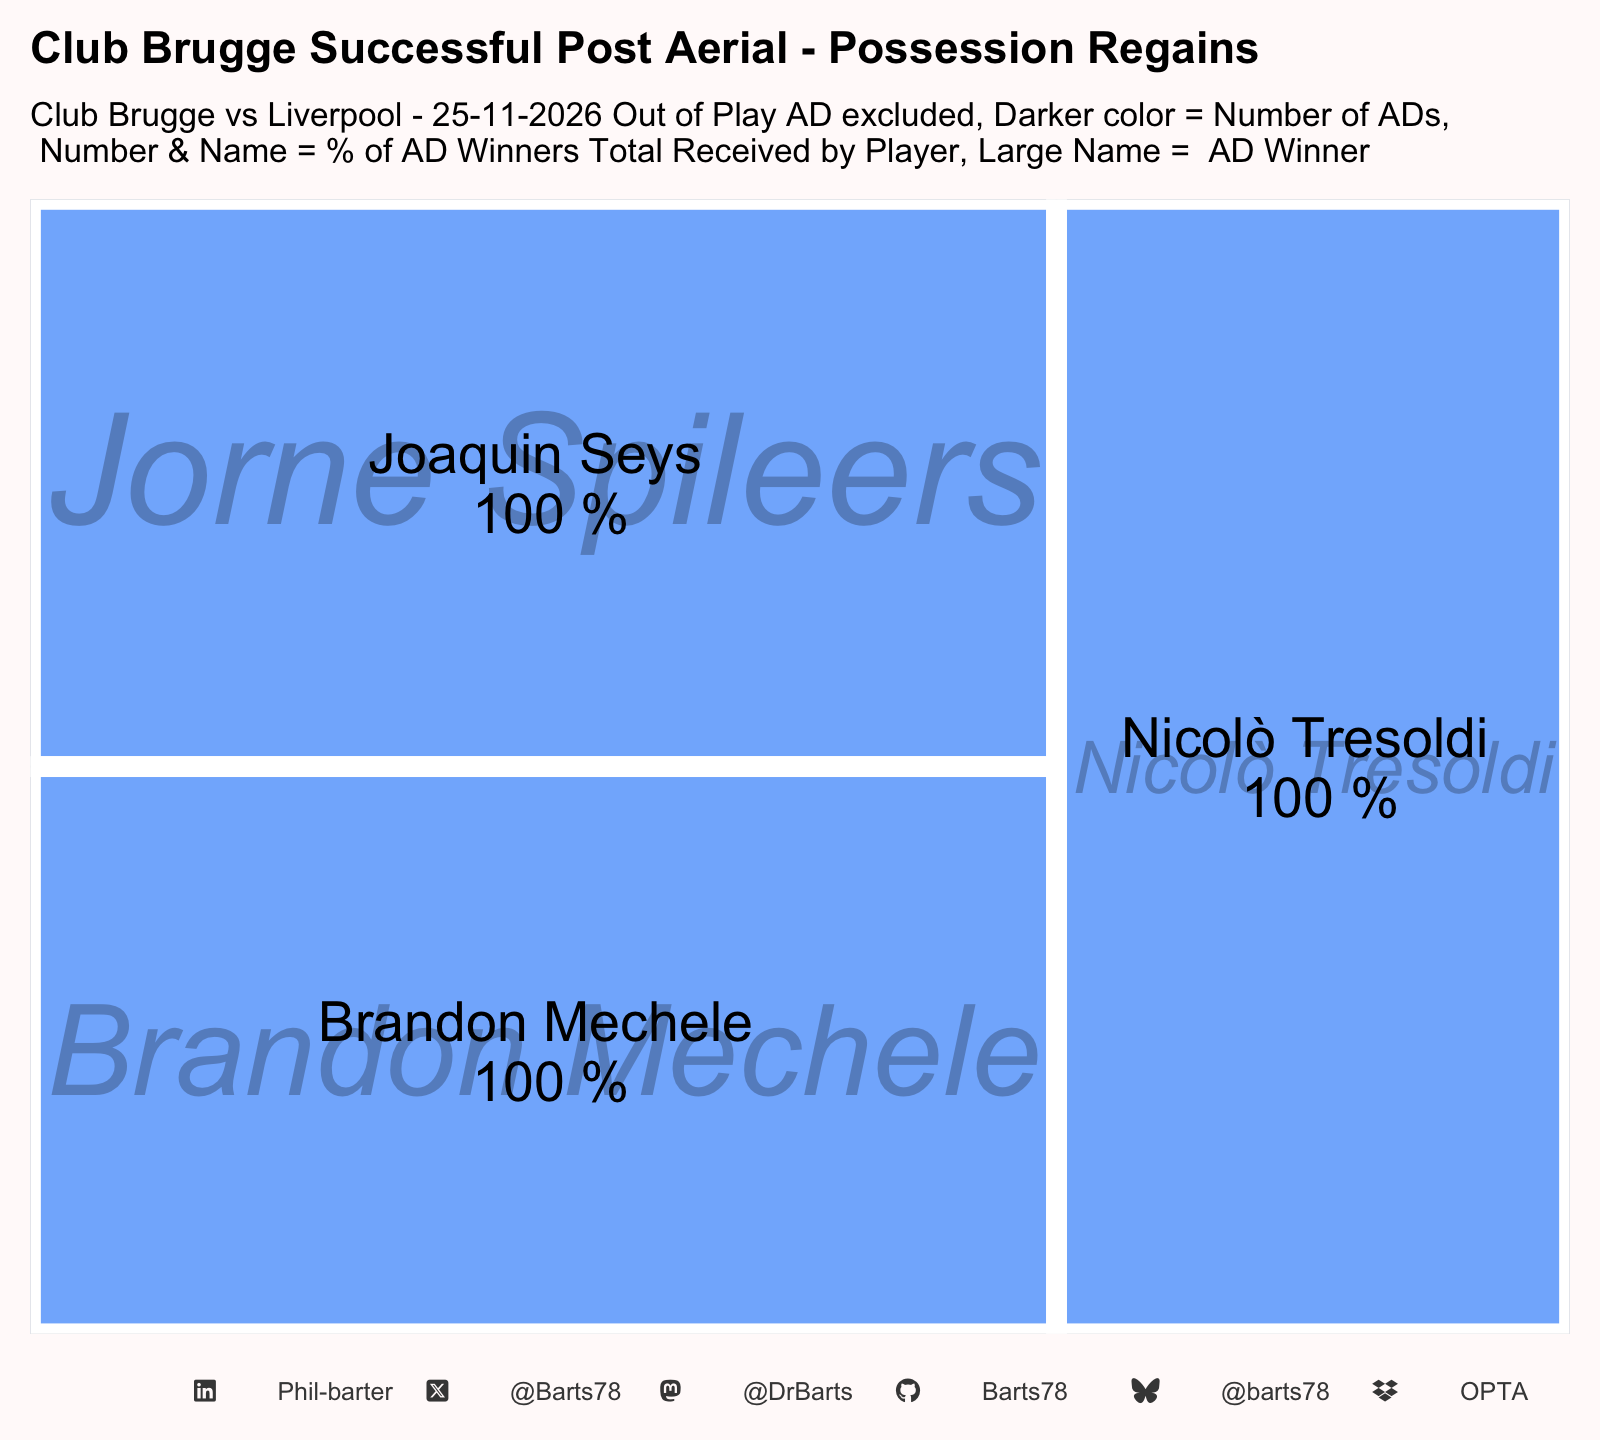 Club Brugge Successful Post Aerial - Possession Regains
Club Brugge vs Liverpool - 25-11-2026 Out of Play AD excluded, Darker color = Number of ADs,
Number & Name = % of AD Winners Total Received by Player, Large Name =  AD Winner
Jorne Spileers
Joaquin Seys
100 %
Nicolò Tresoldi
Nicolò Tresoldi
100 %
Brandon Mechele
Brandon Mechele
100 %
Phil-barter @Barts78 @DrBarts Barts78 @barts78 OPTA